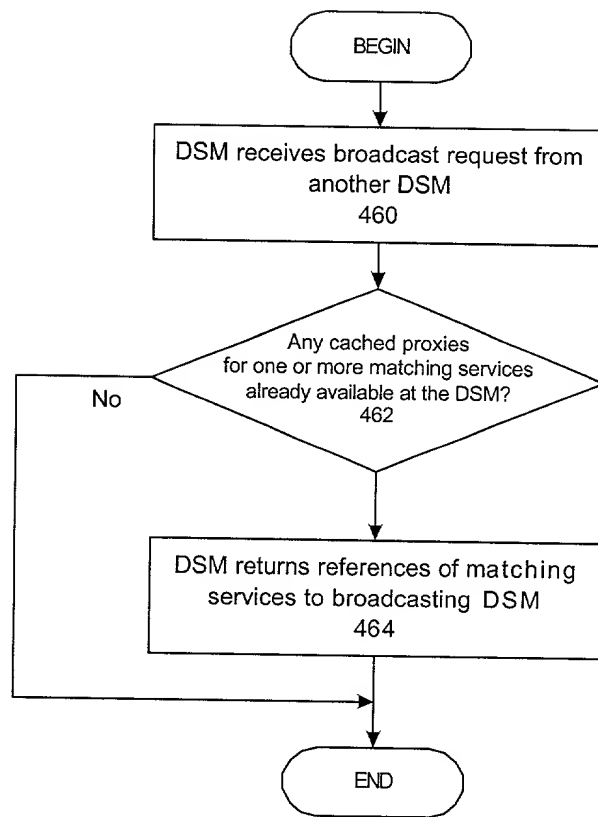 BEGIN
DSM receives broadcast request from
another DSM
460
Any cached proxies
for one or more matching services
already available at the DSM?
462
No
DSM returns references of matching
services to broadcasting DSM
464
END